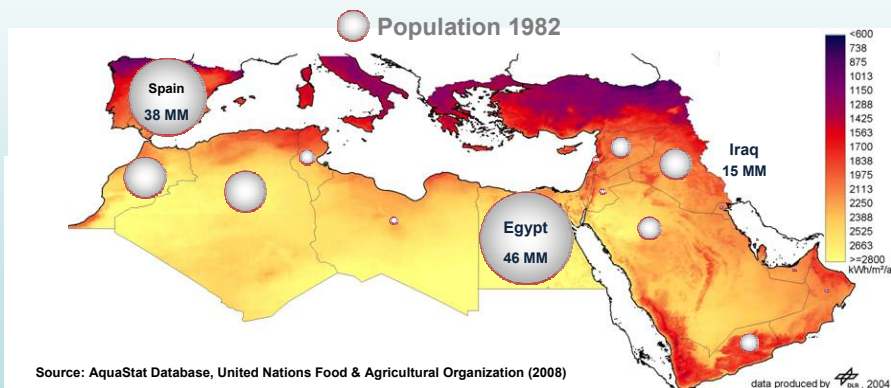 Population 1982
Spain
38 MM
Iraq
15 MM
Egypt
46 MM
<600
738
875
1013
1150
1288
1425
1563
1700
1838
1975
2113
2250
2388
2525
2663
>=2800
kWh/m²/a
Source: AquaStat Database, United Nations Food & Agricultural Organization (2008)
data produced by DLR, 2004